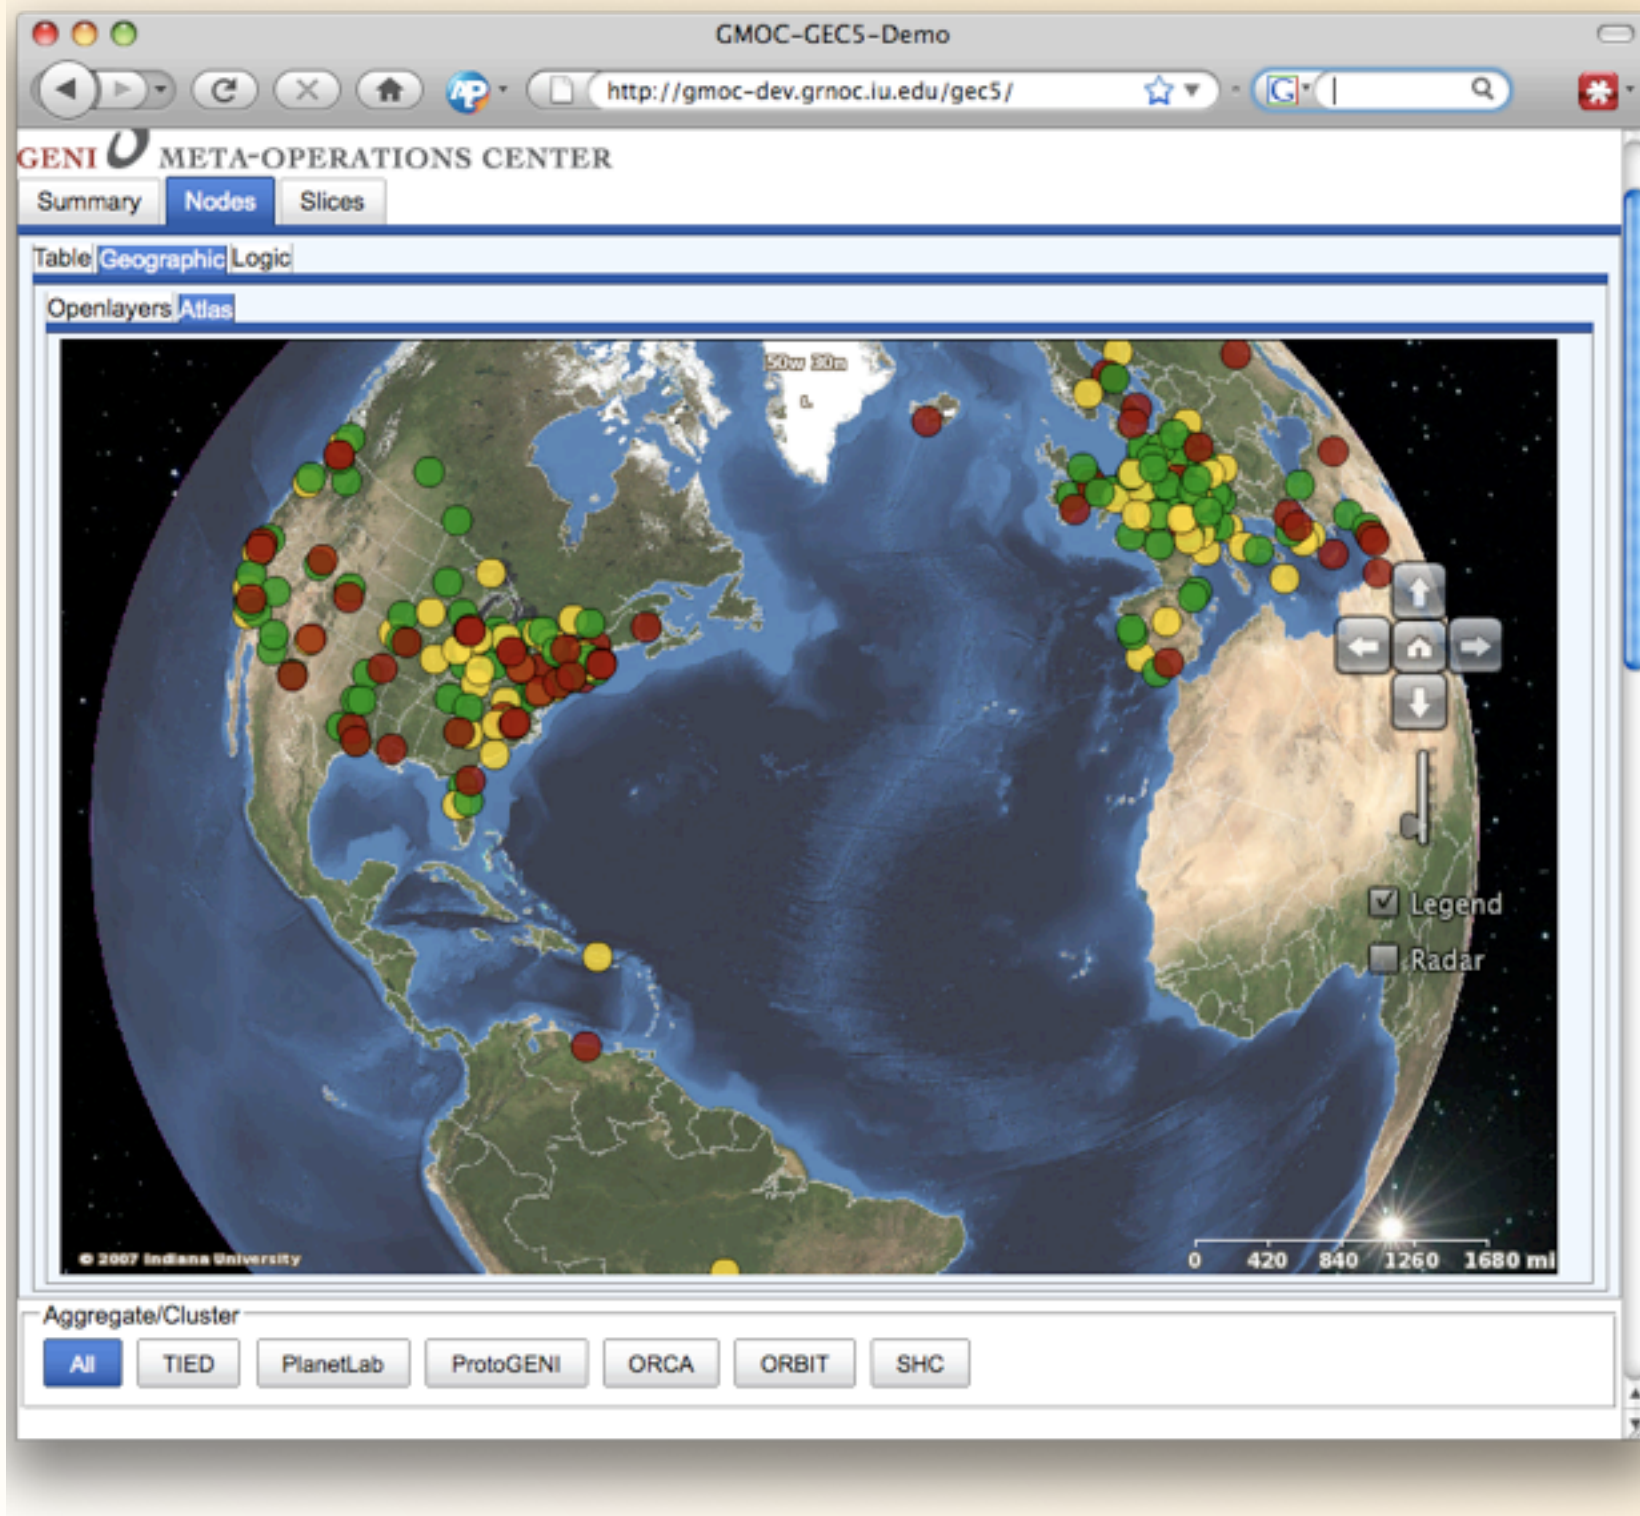 GMOC-GEC5-Demo
http://gmoc-dev.grnoc.iu.edu/gec5/
GENI META-OPERATIONS CENTER
Summary Nodes Slices
Table Geographic Logic
Openlayers Atlas
50w 30n
L
Legend
Radar
© 2007 Indiana University
0 420 840 1260 1680 mi
Aggregate/Cluster
All TIED PlanetLab ProtoGENI ORCA ORBIT SHC